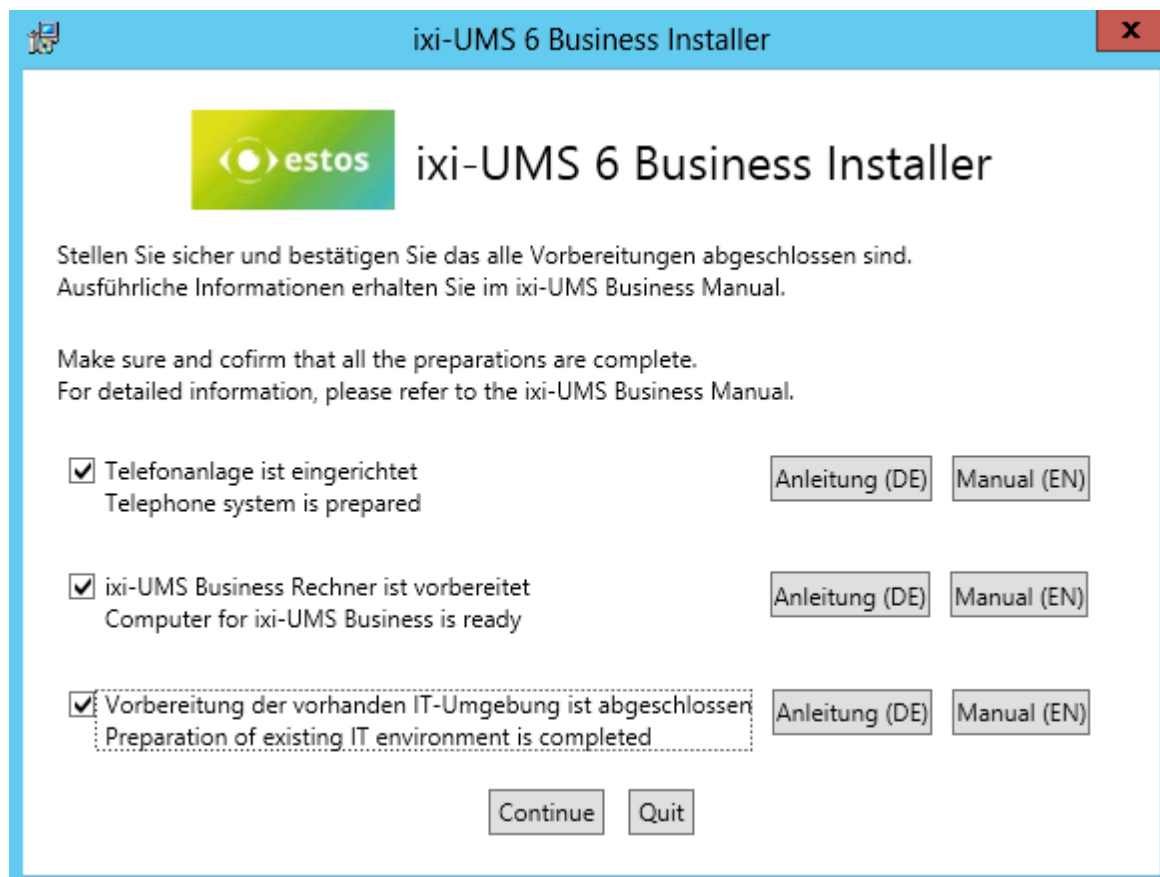 ixi-UMS 6 Business Installer
x
estos
ixi-UMS 6 Business Installer
Stellen Sie sicher und bestätigen Sie das alle Vorbereitungen abgeschlossen sind.
Ausführliche Informationen erhalten Sie im ixi-UMS Business Manual.
Make sure and cofirm that all the preparations are complete.
For detailed information, please refer to the ixi-UMS Business Manual.
Telefonanlage ist eingerichtet
Telephone system is prepared
Anleitung (DE)
Manual (EN)
ixi-UMS Business Rechner ist vorbereitet
Computer for ixi-UMS Business is ready
Anleitung (DE)
Manual (EN)
Vorbereitung der vorhanden IT-Umgebung ist abgeschlossen
Preparation of existing IT environment is completed
Anleitung (DE)
Manual (EN)
Continue
Quit